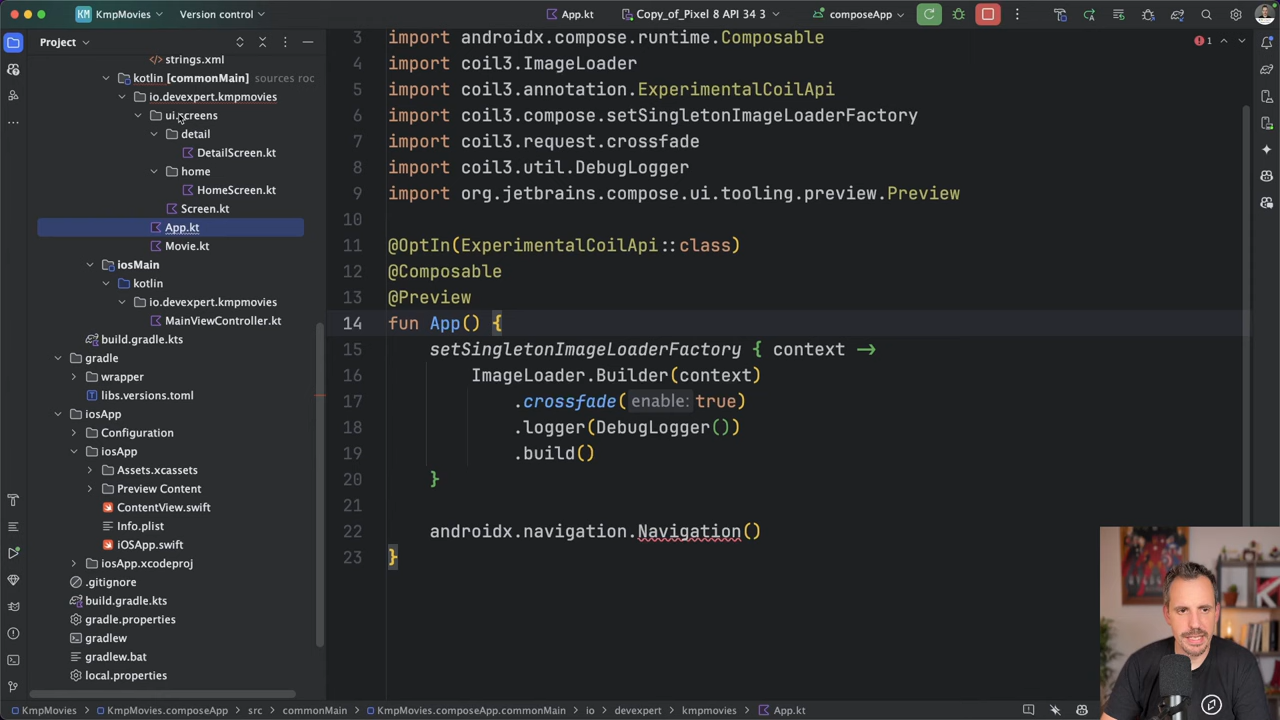 KM KmpMovies
Version control
App.kt
Copy_of_Pixel 8 API 34 3
composeApp
Project
strings.xml
kotlin [commonMain] sources roc
io.devexpert.kmpmovies
ui.screens
detail
DetailScreen.kt
home
HomeScreen.kt
Screen.kt
App.kt
Movie.kt
iosMain
kotlin
io.devexpert.kmpmovies
MainViewController.kt
build.gradle.kts
gradle
wrapper
libs.versions.toml
iosApp
Configuration
iosApp
Assets.xcassets
Preview Content
ContentView.swift
Info.plist
iOSApp.swift
iosApp.xcodeproj
.gitignore
build.gradle.kts
gradle.properties
gradlew
gradlew.bat
local.properties
3 import androidx.compose.runtime.Composable
4 import coil3.ImageLoader
5 import coil3.annotation.ExperimentalCoilApi
6 import coil3.compose.setSingletonImageLoaderFactory
7 import coil3.request.crossfade
8 import coil3.util.DebugLogger
9 import org.jetbrains.compose.ui.tooling.preview.Preview
10
11 @OptIn(ExperimentalCoilApi::class)
12 @Composable
13 @Preview
14 fun App() {
15 setSingletonImageLoaderFactory { context ->
16 ImageLoader.Builder(context)
17 .crossfade( enable: true)
18 .logger(DebugLogger())
19 .build()
20 }
21
22 androidx.navigation.Navigation()
23 }
1
KmpMovies > KmpMovies.composeApp > src > commonMain > KmpMovies.composeApp.commonMain > io > devexpert > kmpmovies > App.kt